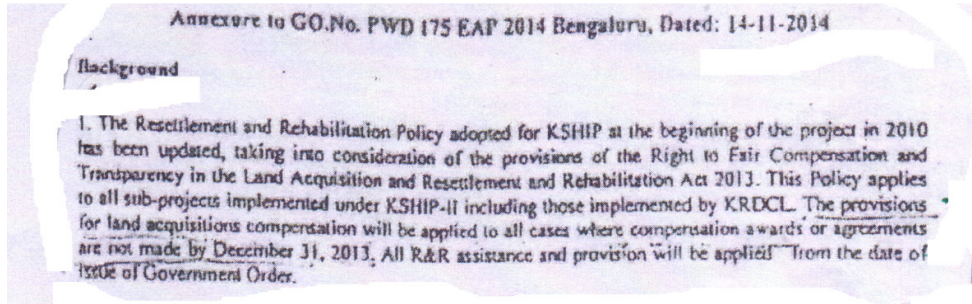 Annexure to GO.No. PWD 175 EAP 2014 Bengaluru, Dated: 14-11-2014
Background
1. The Resettlement and Rehabilitation Policy adopted for KSHIP at the beginning of the project in 2010
has been updated, taking into consideration of the provisions of the Right to Fair Compensation and
Transparency in the Land Acquisition and Resettlement and Rehabilitation Act 2013. This Policy applies
to all sub-projects implemented under KSHIP-II including those implemented by KRDCL. The provisions
for land acquisitions compensation will be applied to all cases where compensation awards or agreements
are not made by December 31, 2013. All R&R assistance and provision will be applied from the date of
issue of Government Order.